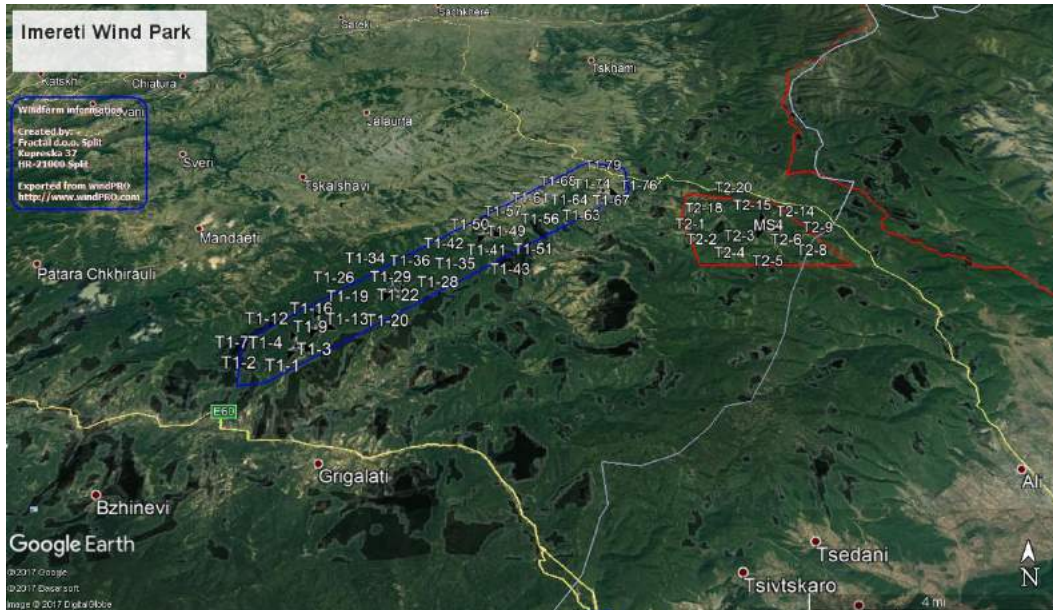 Imereti Wind Park
Sachkhere
Sareki
Tskhami
Katskhi
Chiatura
Windfarm information
Created by:
Fractal d.o.o. Split
Kupreska 37
HR-21000 Split
Exported from windPRO
http://www.windPRO.com
Jalaurta
Sveri
Tskalshavi
Mandaeti
Patara Chkhirauli
T1-79
T1-68
T1-74
T1-76
T1-61
T1-64
T1-67
T1-57
T1-56
T1-63
T1-50
T1-49
T1-42
T1-41
T1-51
T1-34
T1-36
T1-35
T1-43
T1-26
T1-29
T1-28
T1-19
T1-22
T1-16
T1-12
T1-9
T1-13
T1-20
T1-7
T1-4
T1-3
T1-2
T1-1
T2-20
T2-18
T2-15
T2-14
T2-1
MS4
T2-9
T2-2
T2-3
T2-6
T2-4
T2-8
T2-5
E60
Grigalati
Bzhinevi
Ali
Tsedani
Tsivtskaro
Google Earth
© 2017 Google
© 2017 Basarsoft
Image © 2017 DigitalGlobe
N
4 mi